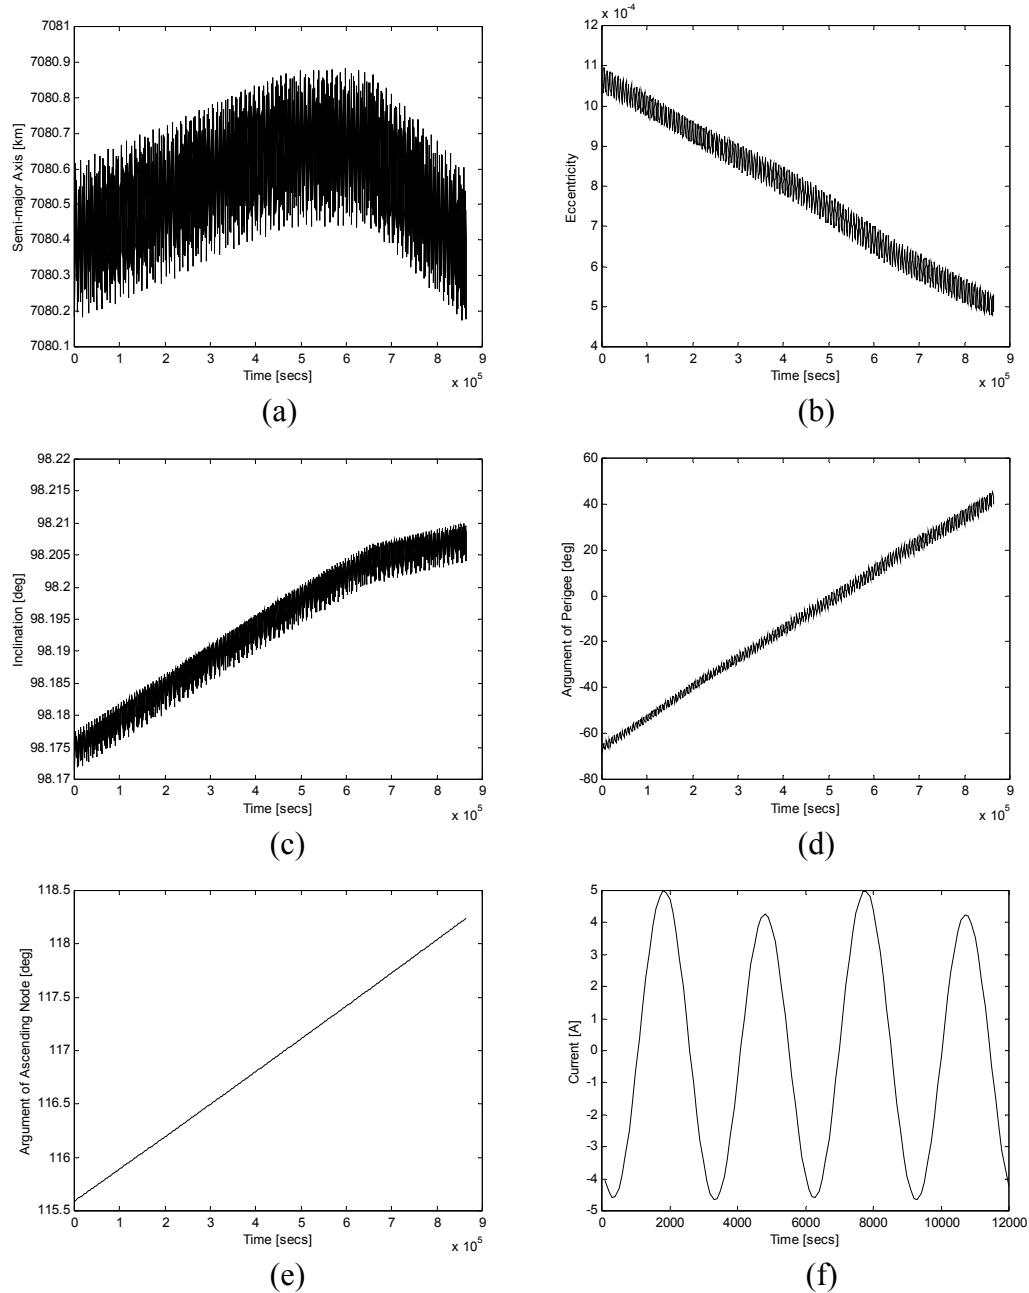 7081
7080.9
7080.8
7080.7
7080.6
7080.5
7080.4
7080.3
7080.2
7080.1
Semi-major Axis [km]
0 1 2 3 4 5 6 7 8 9
Time [secs]
x 10^5
(a)
x 10^-4
12
11
10
9
8
7
6
5
4
Eccentricity
0 1 2 3 4 5 6 7 8 9
Time [secs]
x 10^5
(b)
98.22
98.215
98.21
98.205
98.2
98.195
98.19
98.185
98.18
98.175
98.17
Inclination [deg]
0 1 2 3 4 5 6 7 8 9
Time [secs]
x 10^5
(c)
60
40
20
0
-20
-40
-60
-80
Argument of Perigee [deg]
0 1 2 3 4 5 6 7 8 9
Time [secs]
x 10^5
(d)
118.5
118
117.5
117
116.5
116
115.5
Argument of Ascending Node [deg]
0 1 2 3 4 5 6 7 8 9
Time [secs]
x 10^5
(e)
5
4
3
2
1
0
-1
-2
-3
-4
-5
Current [A]
0 2000 4000 6000 8000 10000 12000
Time [secs]
(f)